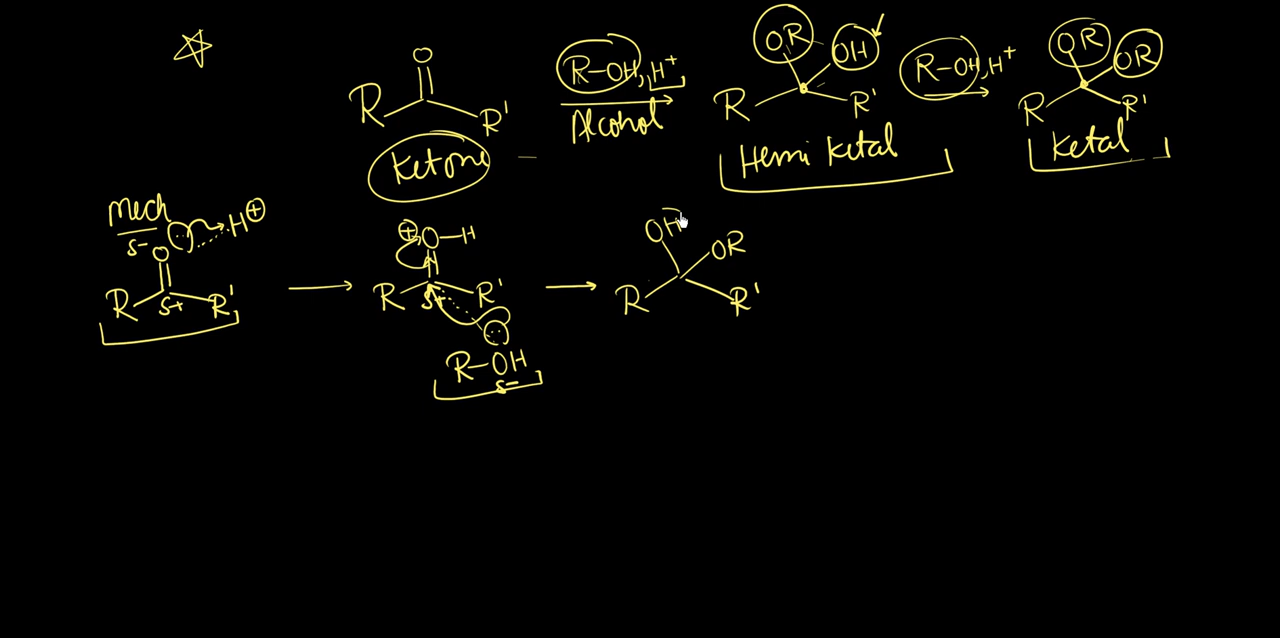 O R R' Ketone
R-OH, H⁺ Alcohol
OR OH R R' Hemi Ketal
R-OH, H⁺
OR OR R R' Ketal
Mech
δ- O H⊕ R δ+ R'
⊕ O-H R δ+ R'
R-OH δ-
OH OR R R'